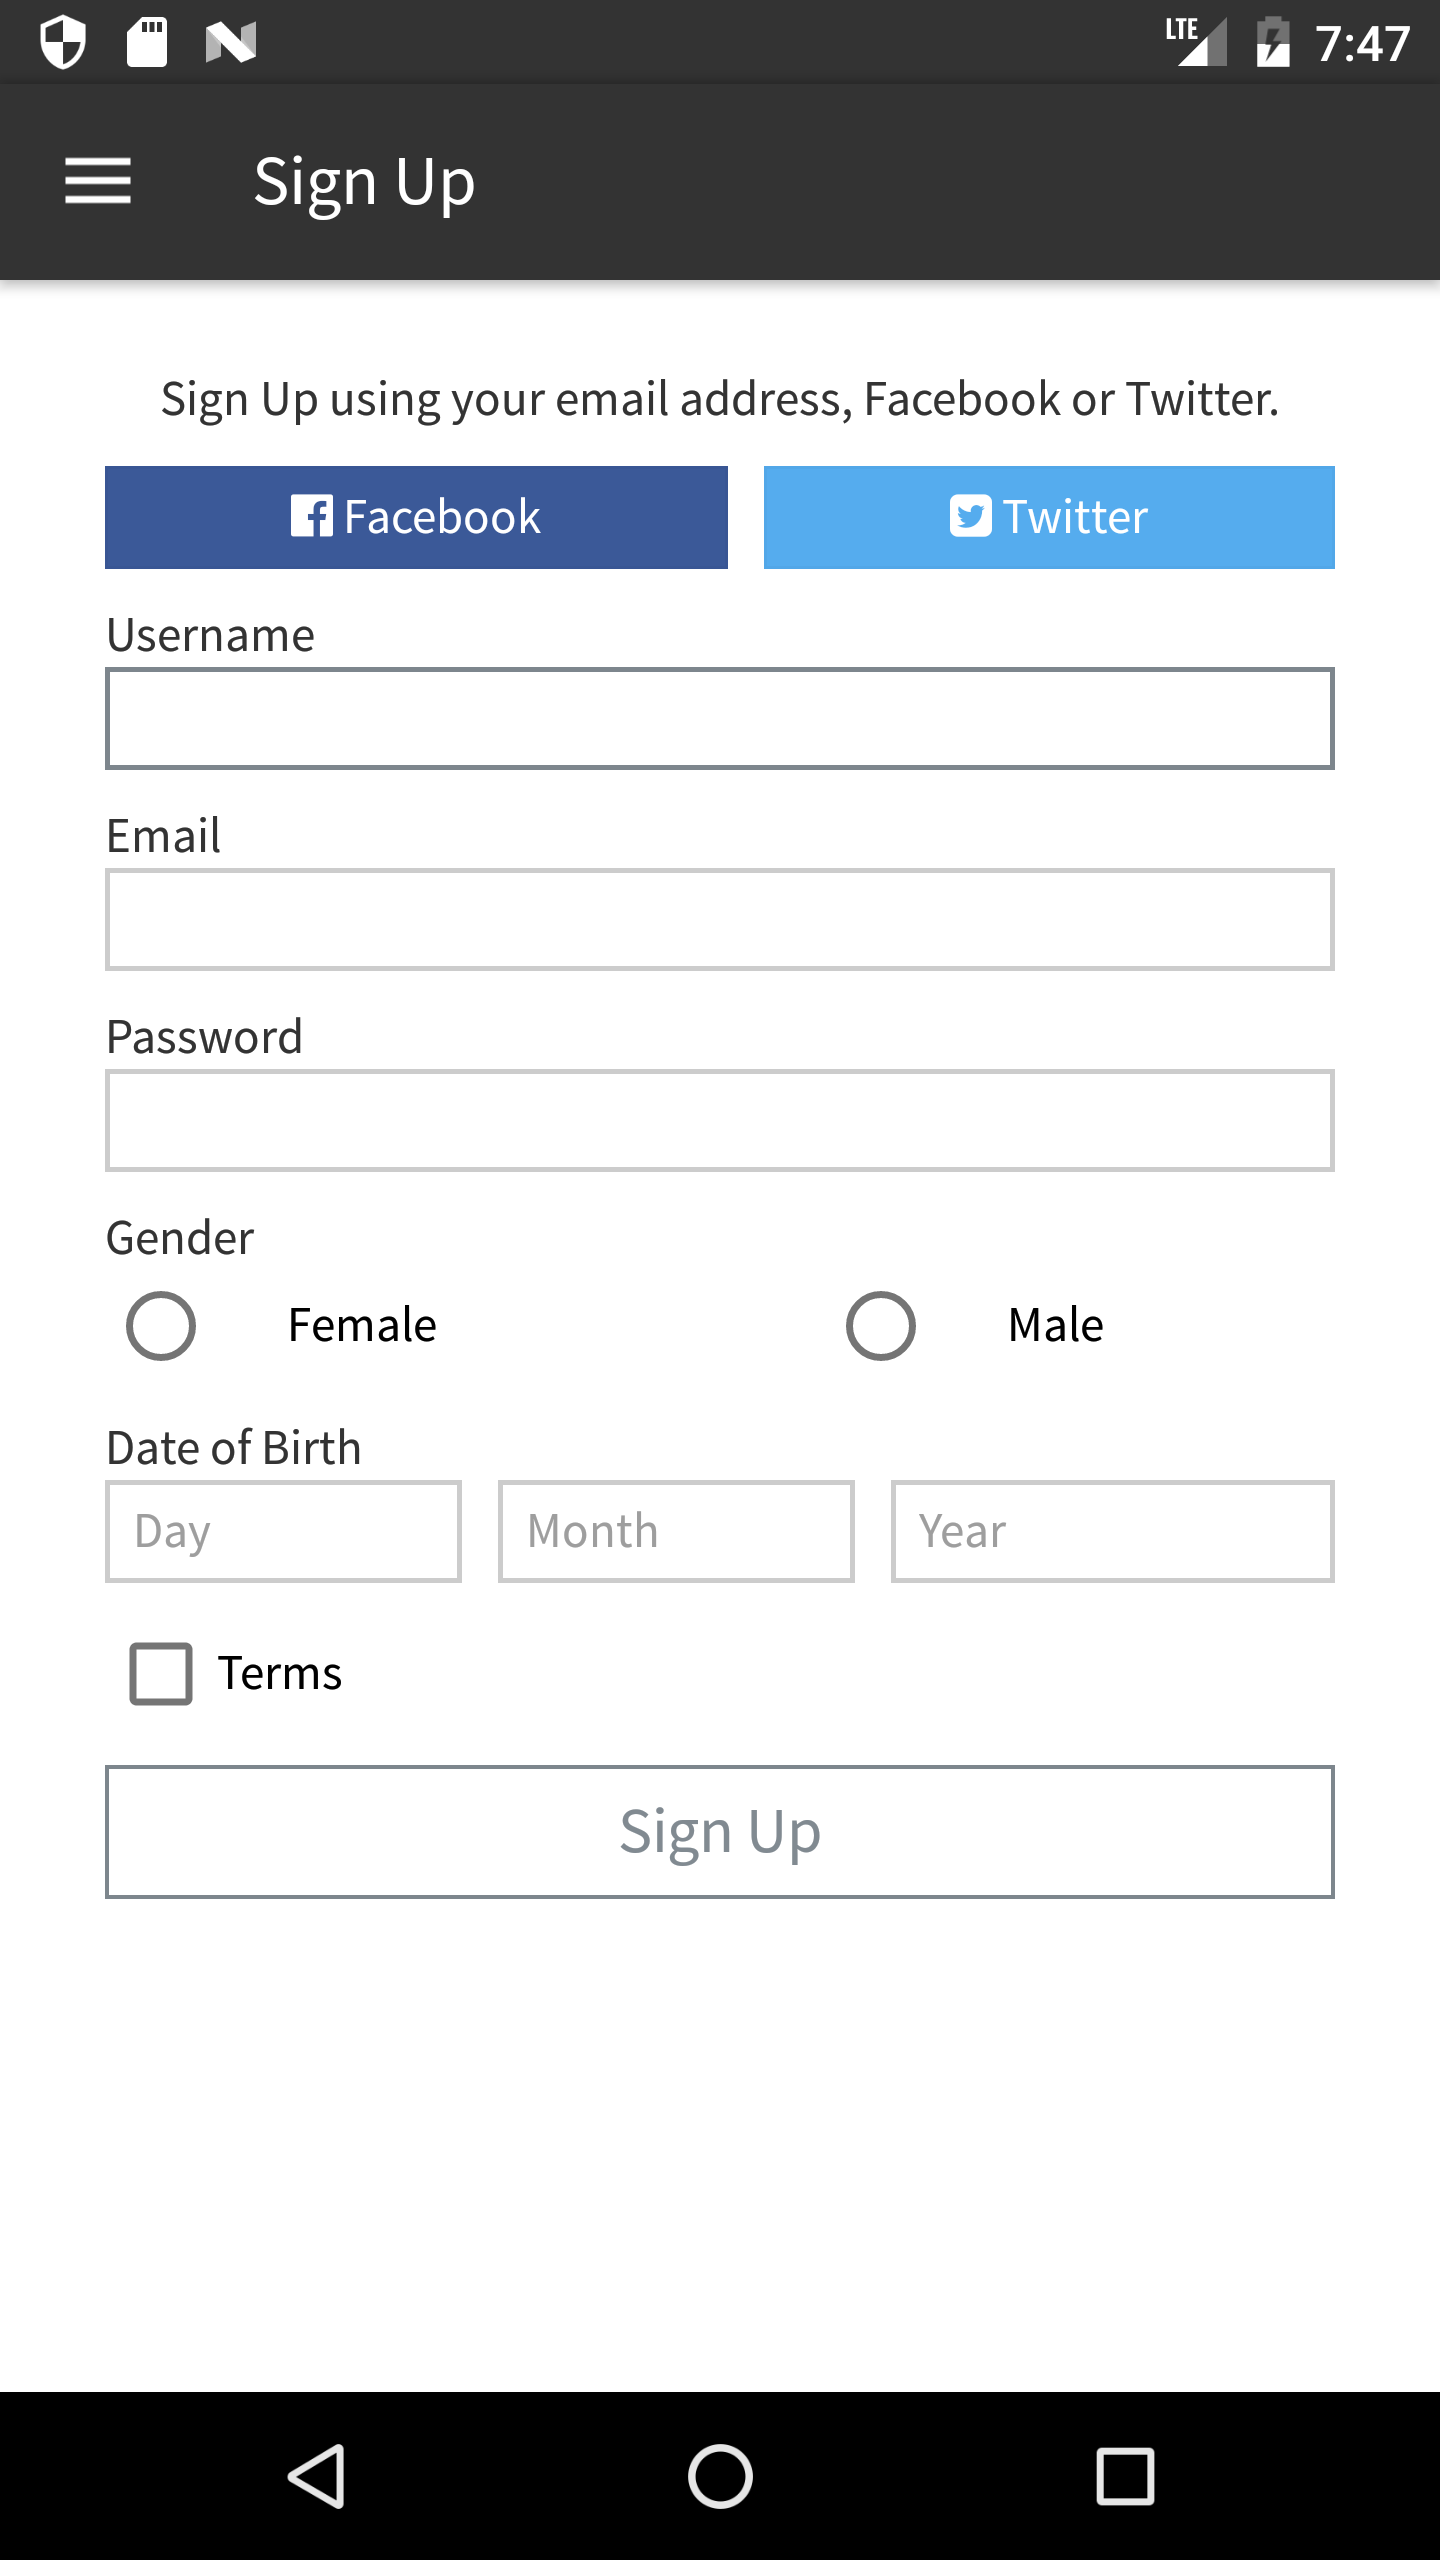 LTE 7:47
Sign Up
Sign Up using your email address, Facebook or Twitter.
Facebook Twitter
Username
Email
Password
Gender
Female Male
Date of Birth
Day Month Year
Terms
Sign Up